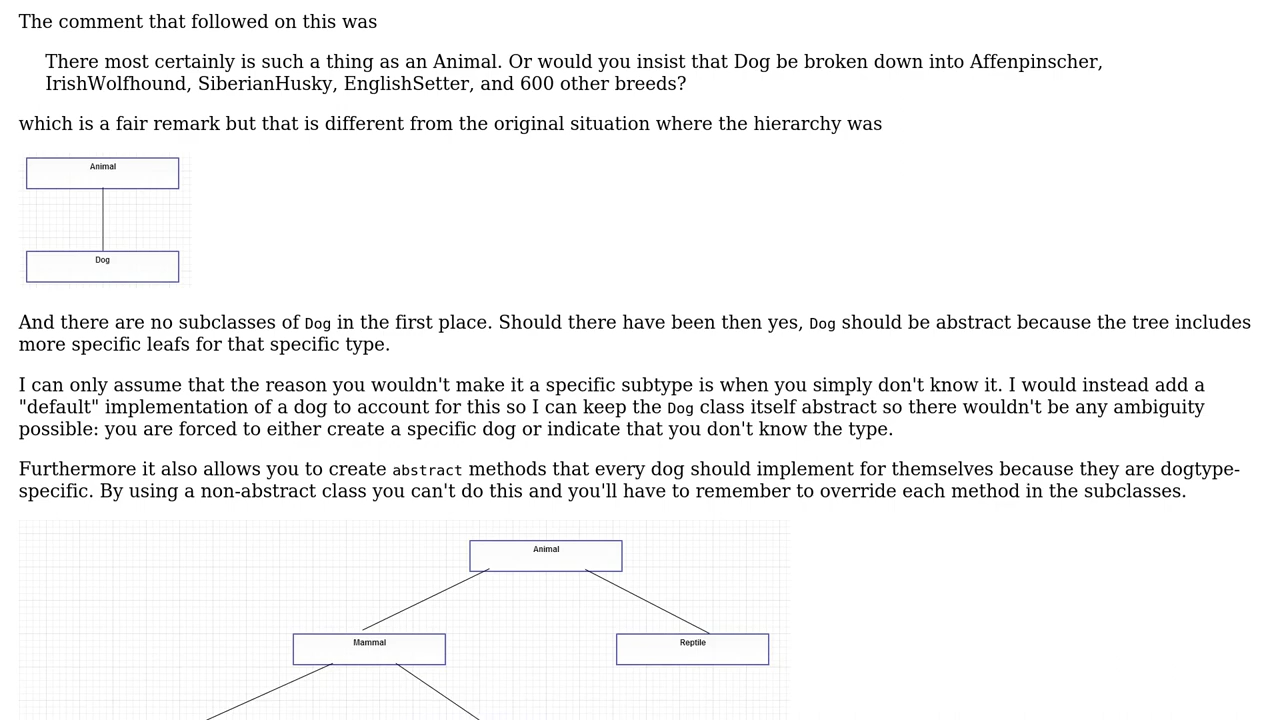 The comment that followed on this was
There most certainly is such a thing as an Animal. Or would you insist that Dog be broken down into Affenpinscher,
IrishWolfhound, SiberianHusky, EnglishSetter, and 600 other breeds?
which is a fair remark but that is different from the original situation where the hierarchy was
Animal
Dog
And there are no subclasses of Dog in the first place. Should there have been then yes, Dog should be abstract because the tree includes
more specific leafs for that specific type.
I can only assume that the reason you wouldn't make it a specific subtype is when you simply don't know it. I would instead add a
"default" implementation of a dog to account for this so I can keep the Dog class itself abstract so there wouldn't be any ambiguity
possible: you are forced to either create a specific dog or indicate that you don't know the type.
Furthermore it also allows you to create abstract methods that every dog should implement for themselves because they are dogtype-
specific. By using a non-abstract class you can't do this and you'll have to remember to override each method in the subclasses.
Animal
Mammal
Reptile